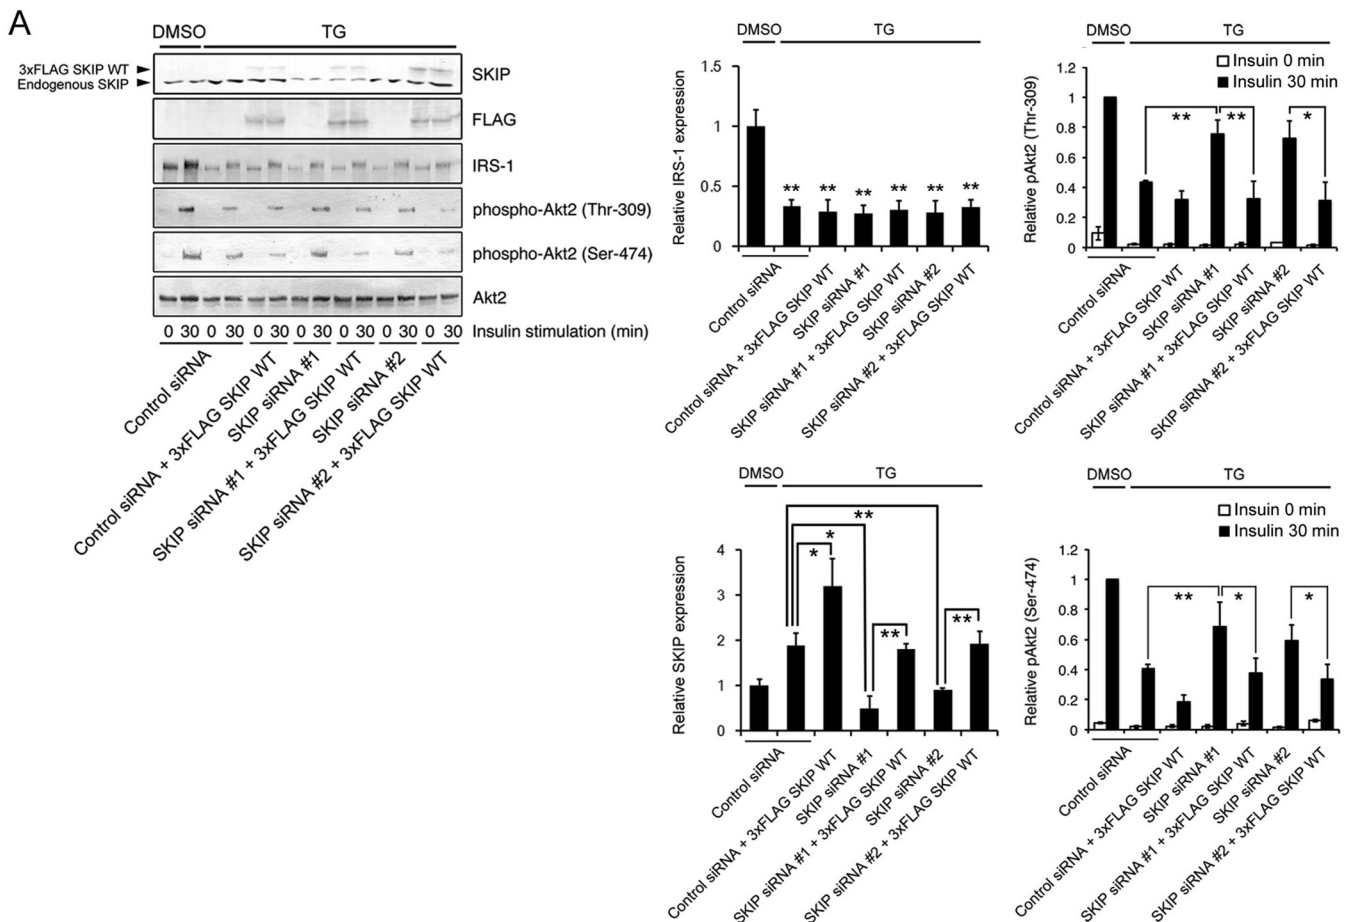 A
DMSO TG
3xFLAG SKIP WT
Endogenous SKIP
SKIP
FLAG
IRS-1
phospho-Akt2 (Thr-309)
phospho-Akt2 (Ser-474)
Akt2
0 30 0 30 0 30 0 30 0 30 0 30 0 30 Insulin stimulation (min)
Control siRNA
Control siRNA + 3xFLAG SKIP WT
SKIP siRNA #1
SKIP siRNA #1 + 3xFLAG SKIP WT
SKIP siRNA #2
SKIP siRNA #2 + 3xFLAG SKIP WT
DMSO TG
Relative IRS-1 expression
1.5
1
0.5
0
** ** ** ** ** **
Control siRNA
Control siRNA + 3xFLAG SKIP WT
SKIP siRNA #1
SKIP siRNA #1 + 3xFLAG SKIP WT
SKIP siRNA #2
SKIP siRNA #2 + 3xFLAG SKIP WT
DMSO TG
Insuin 0 min
Insulin 30 min
Relative pAkt2 (Thr-309)
1.2
1
0.8
0.6
0.4
0.2
0
** ** *
Control siRNA
Control siRNA + 3xFLAG SKIP WT
SKIP siRNA #1
SKIP siRNA #1 + 3xFLAG SKIP WT
SKIP siRNA #2
SKIP siRNA #2 + 3xFLAG SKIP WT
DMSO TG
Relative SKIP expression
4
3
2
1
0
**
*
*
** **
Control siRNA
Control siRNA + 3xFLAG SKIP WT
SKIP siRNA #1
SKIP siRNA #1 + 3xFLAG SKIP WT
SKIP siRNA #2
SKIP siRNA #2 + 3xFLAG SKIP WT
DMSO TG
Insuin 0 min
Insulin 30 min
Relative pAkt2 (Ser-474)
1.2
1
0.8
0.6
0.4
0.2
0
** * *
Control siRNA
Control siRNA + 3xFLAG SKIP WT
SKIP siRNA #1
SKIP siRNA #1 + 3xFLAG SKIP WT
SKIP siRNA #2
SKIP siRNA #2 + 3xFLAG SKIP WT